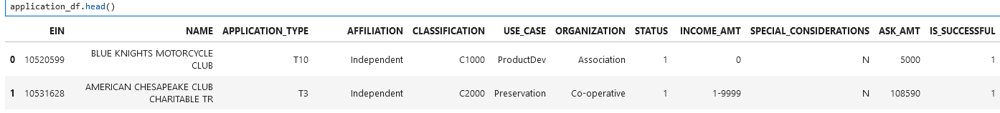 application_df.head()
EIN NAME APPLICATION_TYPE AFFILIATION CLASSIFICATION USE_CASE ORGANIZATION STATUS INCOME_AMT SPECIAL_CONSIDERATIONS ASK_AMT IS_SUCCESSFUL
0 10520599 BLUE KNIGHTS MOTORCYCLE CLUB T10 Independent C1000 ProductDev Association 1 0 N 5000 1
1 10531628 AMERICAN CHESAPEAKE CLUB CHARITABLE TR T3 Independent C2000 Preservation Co-operative 1 1-9999 N 108590 1